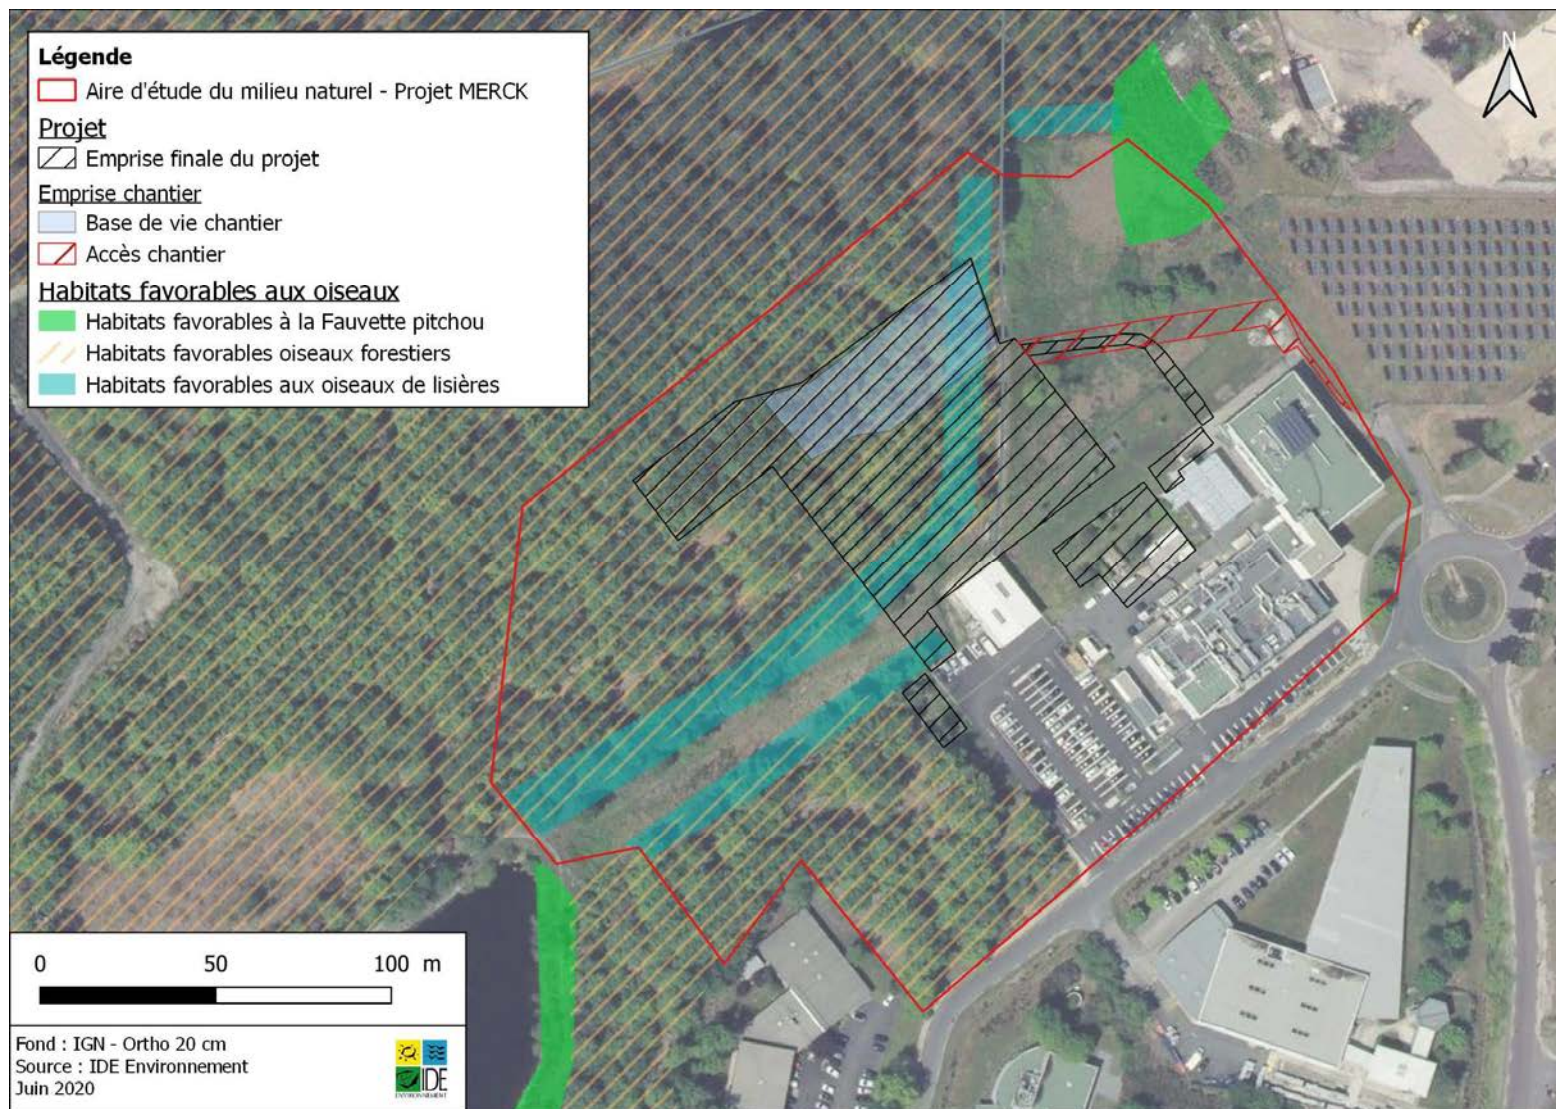 Légende
Aire d'étude du milieu naturel - Projet MERCK
Projet
Emprise finale du projet
Emprise chantier
Base de vie chantier
Accès chantier
Habitats favorables aux oiseaux
Habitats favorables à la Fauvette pitchou
Habitats favorables oiseaux forestiers
Habitats favorables aux oiseaux de lisières
N
0 50 100 m
Fond : IGN - Ortho 20 cm
Source : IDE Environnement
Juin 2020
IDE
ENVIRONNEMENT